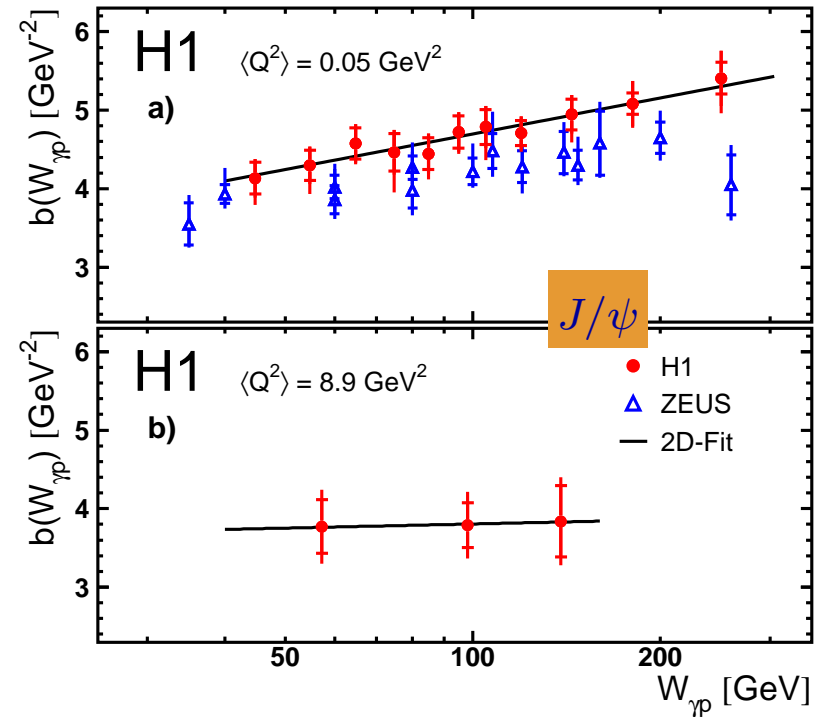 b(W_γp) [GeV⁻²]
H1 ⟨Q²⟩ = 0.05 GeV²
a)
6
5
4
3
J/ψ
b(W_γp) [GeV⁻²]
H1 ⟨Q²⟩ = 8.9 GeV²
b)
6
5
4
3
H1
ZEUS
2D-Fit
50 100 200
W_γp [GeV]